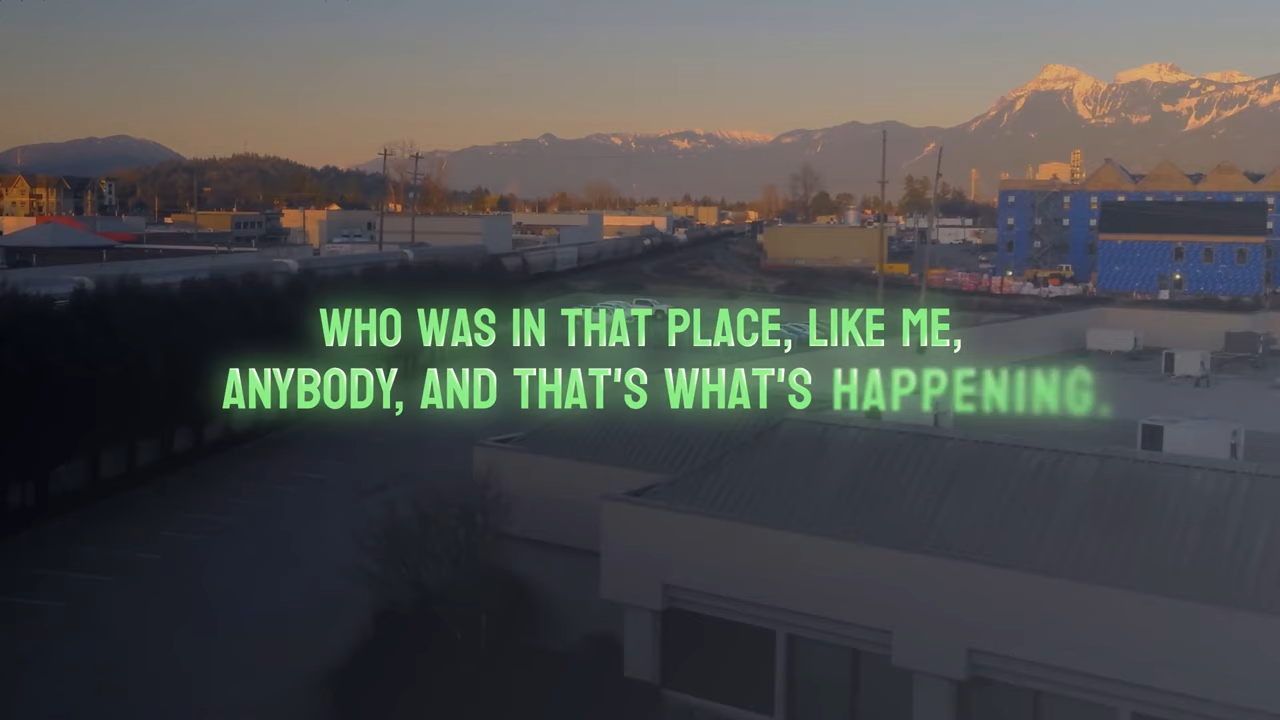 WHO WAS IN THAT PLACE, LIKE ME,
ANYBODY, AND THAT'S WHAT'S HAPPENING.